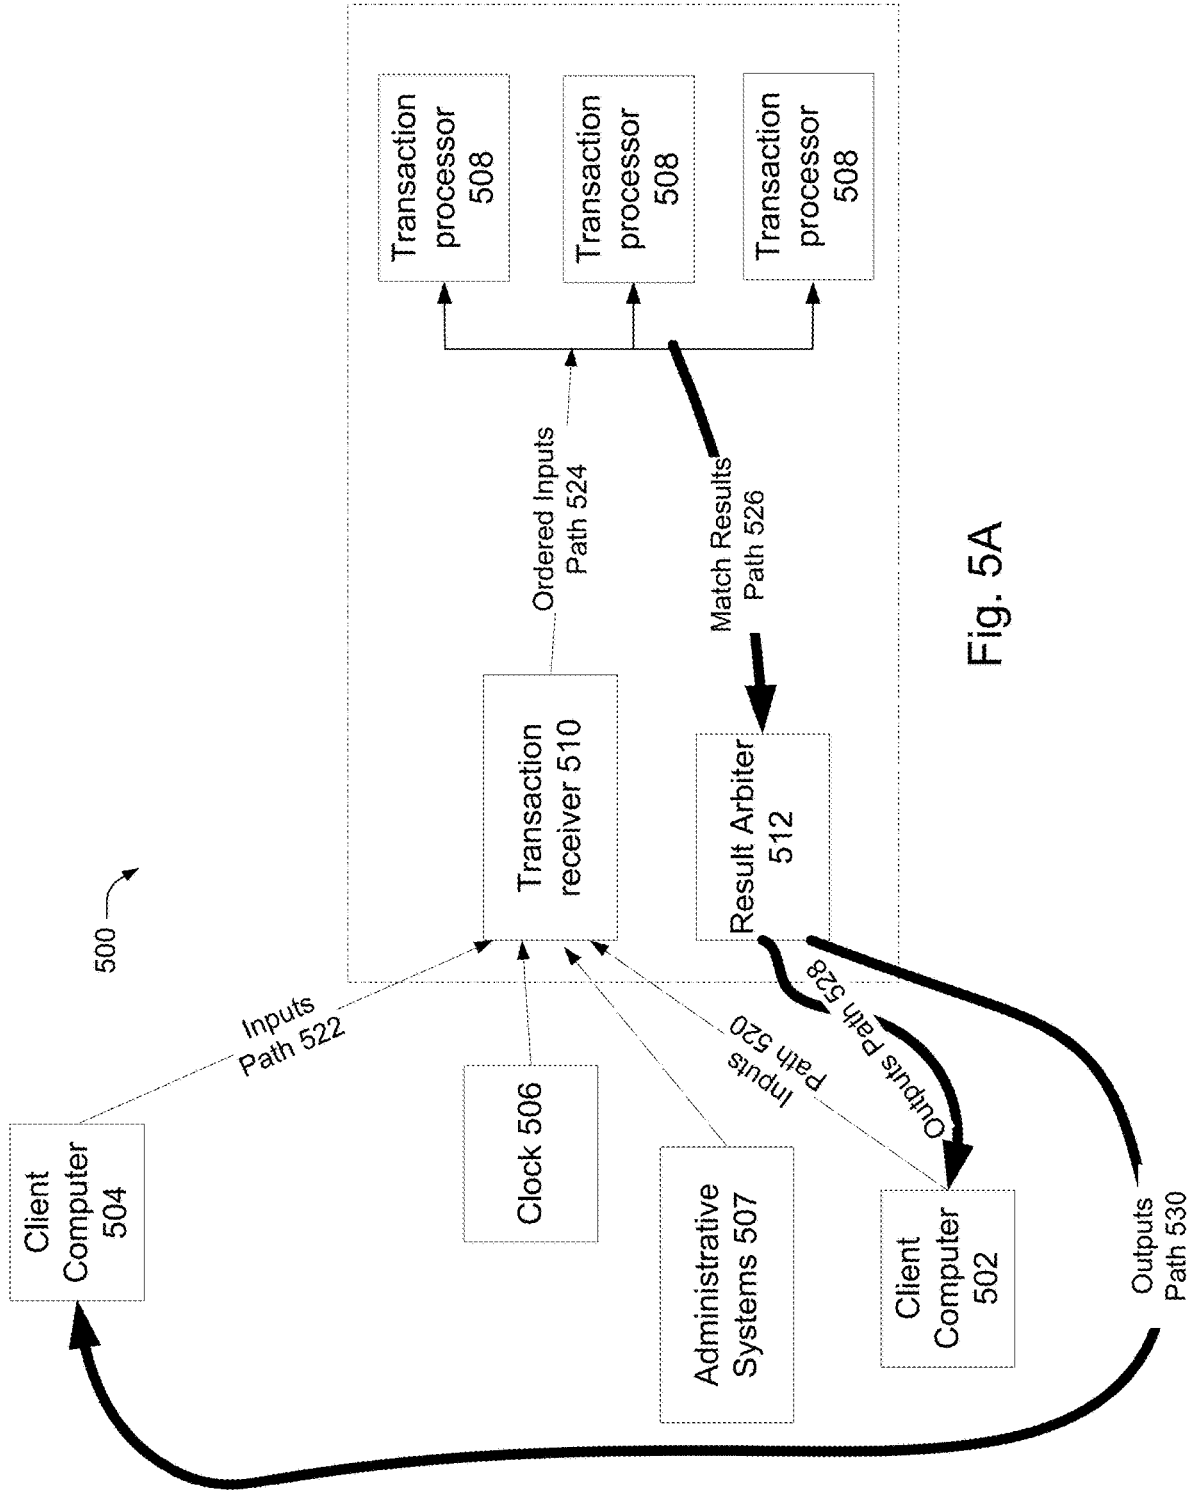 500
Client
Computer
504
Inputs
Path 522
Clock 506
Administrative
Systems 507
Client
Computer
502
Inputs
Path 520
Outputs Path 528
Outputs
Path 530
Transaction
receiver 510
Result Arbiter
512
Ordered Inputs
Path 524
Match Results
Path 526
Transaction
processor
508
Transaction
processor
508
Transaction
processor
508
Fig. 5A